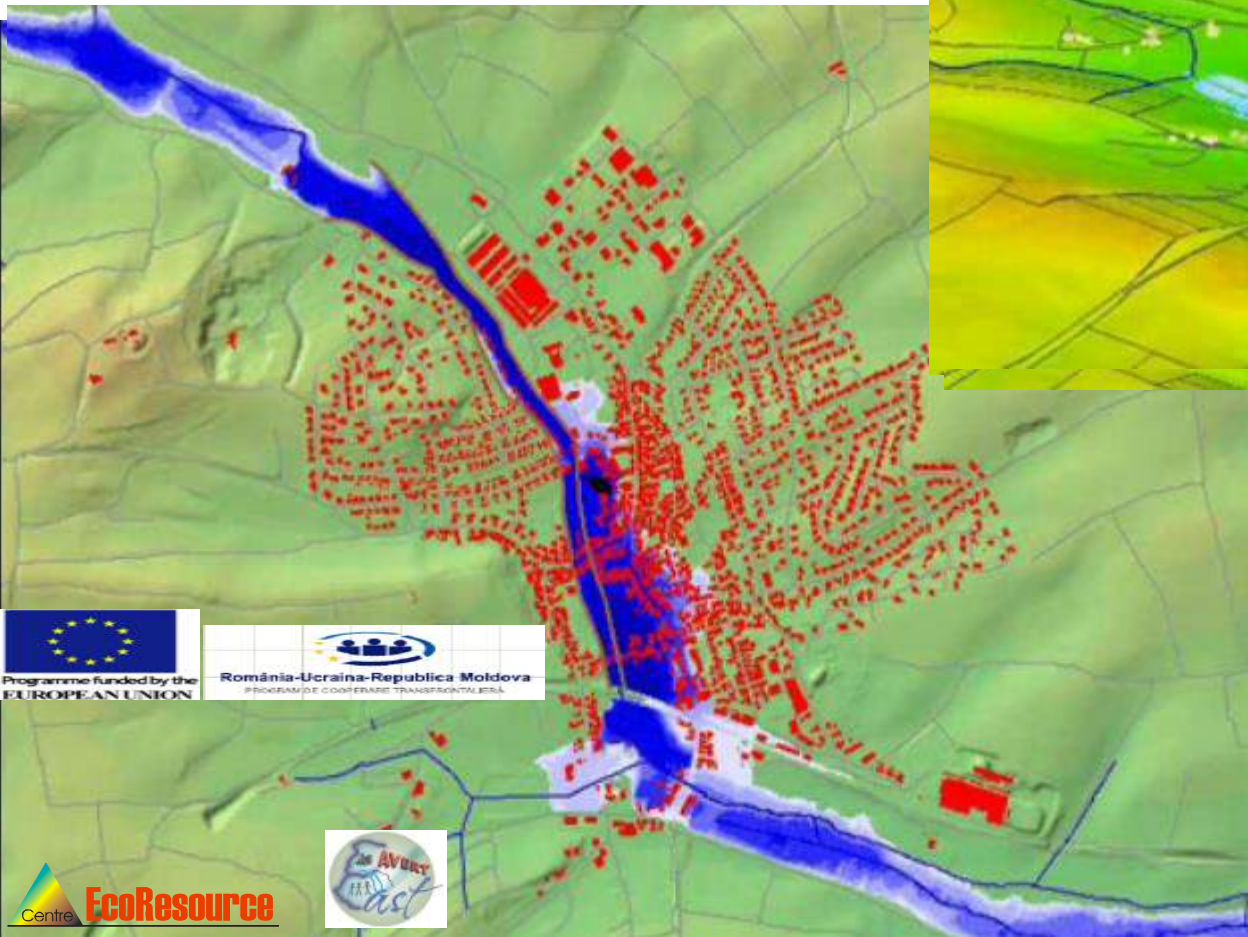 Programme funded by the
EUROPEAN UNION
România-Ucraina-Republica Moldova
PROGRAM DE COOPERARE TRANSFRONTALIERĂ
AVERT
East
Centre EcoResource